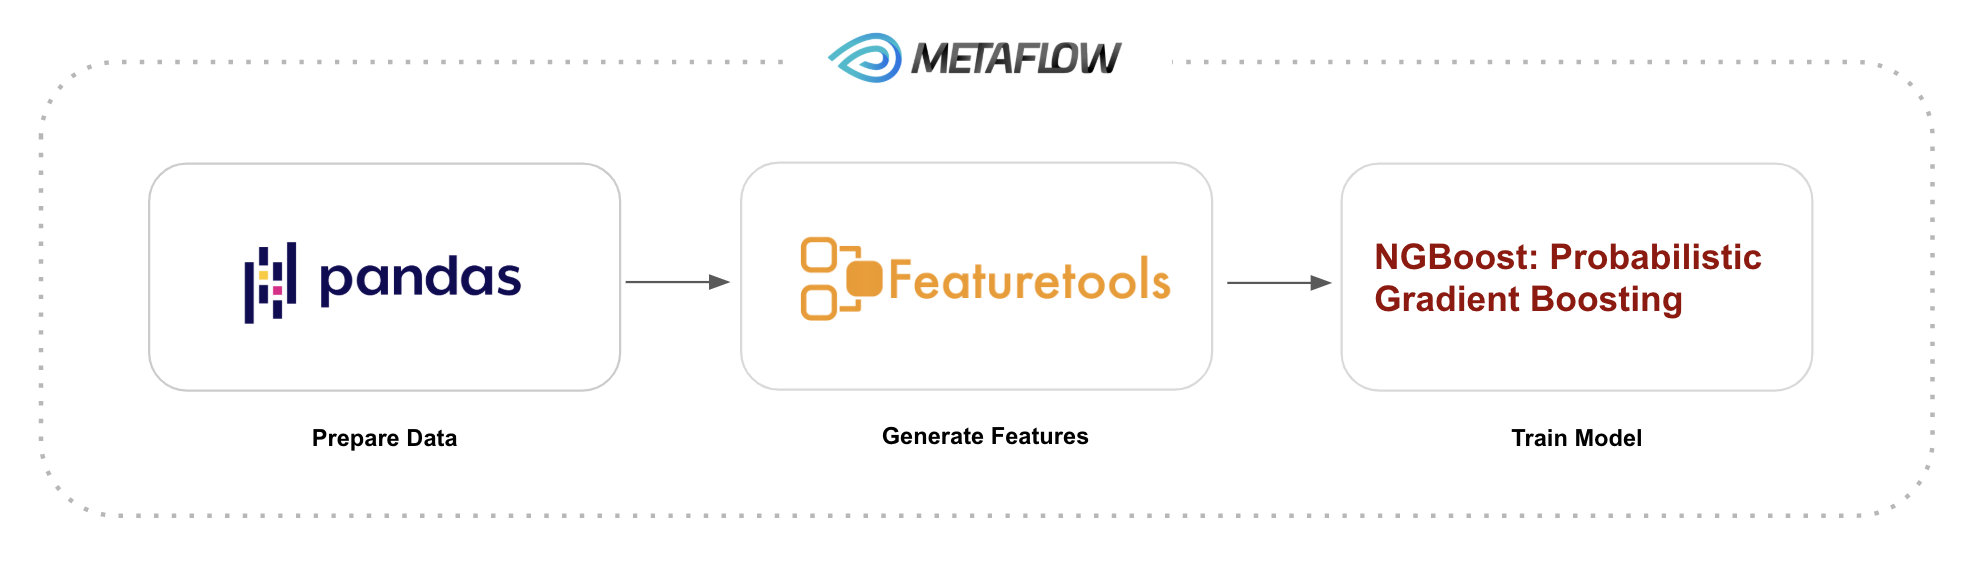 METAFLOW
pandas
Featuretools
NGBoost: Probabilistic
Gradient Boosting
Prepare Data
Generate Features
Train Model